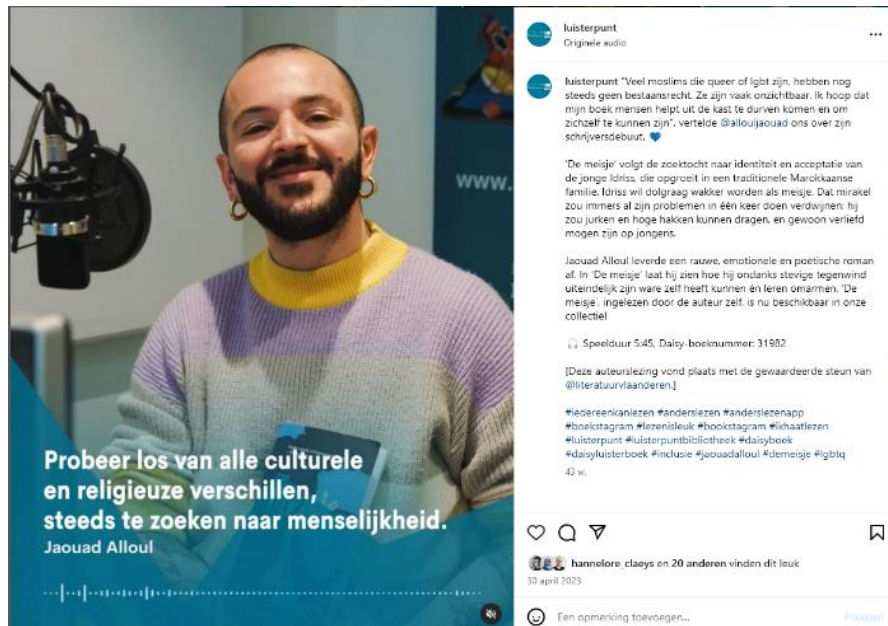 www.
Probeer los van alle culturele
en religieuze verschillen,
steeds te zoeken naar menselijkheid.
Jaouad Alloul
luisterpunt
Originele audio
luisterpunt "Veel moslims die queer of lgbt zijn, hebben nog
steeds geen bestaansrecht. Ze zijn vaak onzichtbaar. Ik hoop dat
mijn boek mensen helpt uit de kast te durven komen en om
zichzelf te kunnen zijn", vertelde @allouljaouad ons over zijn
schrijversdebuut. 💙
'De meisje' volgt de zoektocht naar identiteit en acceptatie van
de jonge Idriss, die opgroeit in een traditionele Marokkaanse
familie. Idriss wil dolgraag wakker worden als meisje. Dat mirakel
zou immers al zijn problemen in één keer doen verdwijnen: hij
zou jurken en hoge hakken kunnen dragen, en gewoon verliefd
mogen zijn op jongens.
Jaouad Alloul leverde een rauwe, emotionele en poëtische roman
af. In 'De meisje' laat hij zien hoe hij ondanks stevige tegenwind
uiteindelijk zijn ware zelf heeft kunnen én leren omarmen. 'De
meisje', ingelezen door de auteur zelf, is nu beschikbaar in onze
collectie!
🎧 Speelduur 5:45, Daisy-boeknummer: 31982
[Deze auteurslezing vond plaats met de gewaardeerde steun van
@literatuurvlaanderen.]
#iedereenkanlezen #anderslezen #anderslezenapp
#boekstagram #lezenisleuk #bookstagram #ikhaatlezen
#luisterpunt #luisterpuntbibliotheek #daisyboek
#daisyluisterboek #inclusie #jaouadalloul #demeisje #lgbtq
43 w.
hannelore_claeys en 20 anderen vinden dit leuk
30 april 2023
Een opmerking toevoegen...
Plaatsen